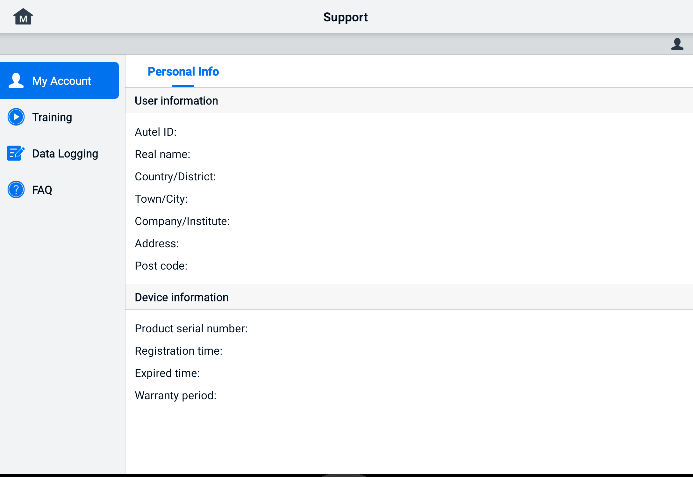 M
Support
My Account
Training
Data Logging
? FAQ
Personal Info
User information
Autel ID:
Real name:
Country/District:
Town/City:
Company/Institute:
Address:
Post code:
Device information
Product serial number:
Registration time:
Expired time:
Warranty period: